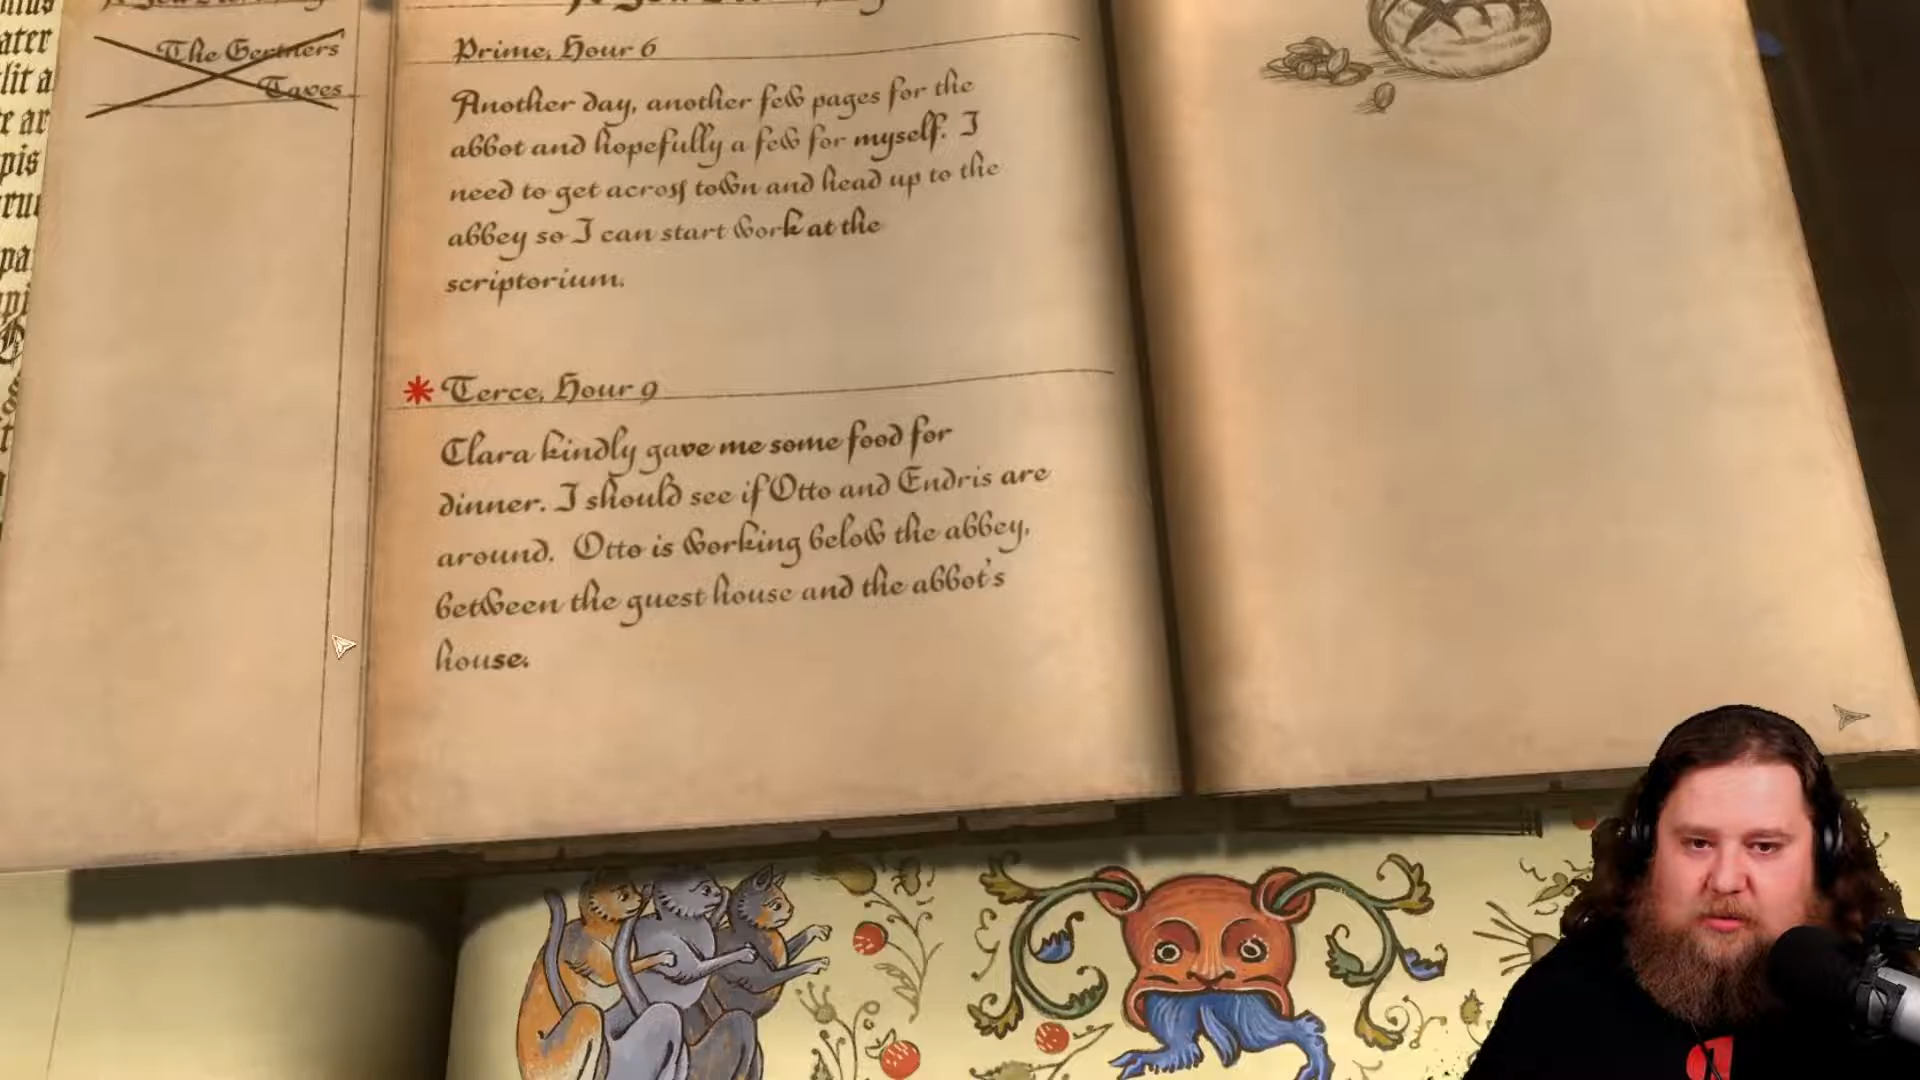 The Gertners
Taves
Prime, Hour 6
Another day, another few pages for the
abbot and hopefully a few for myself. I
need to get across town and head up to the
abbey so I can start work at the
scriptorium.
Terce, Hour 9
Clara kindly gave me some food for
dinner. I should see if Otto and Endris are
around. Otto is working below the abbey,
between the guest house and the abbot's
house.